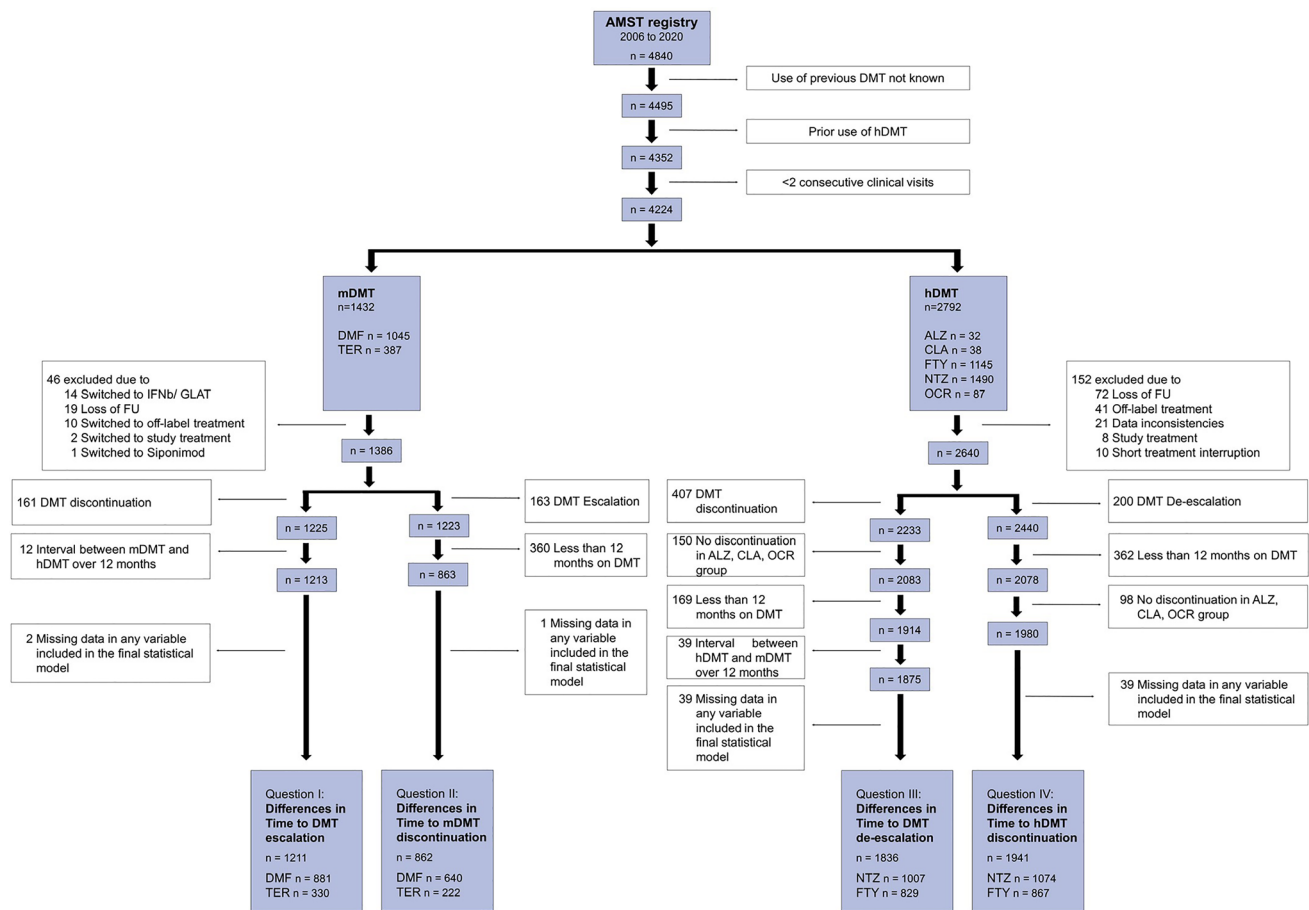 AMST registry
2006 to 2020
n = 4840
Use of previous DMT not known
n = 4495
Prior use of hDMT
n = 4352
<2 consecutive clinical visits
n = 4224
mDMT
n=1432
DMF n = 1045
TER n = 387
hDMT
n=2792
ALZ n = 32
CLA n = 38
FTY n = 1145
NTZ n = 1490
OCR n = 87
46 excluded due to
14 Switched to IFNb/ GLAT
19 Loss of FU
10 Switched to off-label treatment
2 Switched to study treatment
1 Switched to Siponimod
152 excluded due to
72 Loss of FU
41 Off-label treatment
21 Data inconsistencies
8 Study treatment
10 Short treatment interruption
n = 1386
n = 2640
161 DMT discontinuation
163 DMT Escalation
n = 1225
n = 1223
12 Interval between mDMT and
hDMT over 12 months
360 Less than 12
months on DMT
n = 1213
n = 863
2 Missing data in any variable
included in the final statistical
model
1 Missing data in
any variable
included in the
final statistical
model
407 DMT
discontinuation
200 DMT De-escalation
n = 2233
n = 2440
150 No discontinuation
in ALZ, CLA, OCR
group
362 Less than 12 months on DMT
n = 2083
n = 2078
169 Less than 12
months on DMT
98 No discontinuation in ALZ,
CLA, OCR group
n = 1914
n = 1980
39 Interval between
hDMT and mDMT
over 12 months
n = 1875
39 Missing data in
any variable
included in the
final statistical
model
39 Missing data in any variable
included in the final statistical
model
Question I:
Differences in
Time to DMT
escalation
n = 1211
DMF n = 881
TER n = 330
Question II:
Differences in
Time to mDMT
discontinuation
n = 862
DMF n = 640
TER n = 222
Question III:
Differences in
Time to DMT
de-escalation
n = 1836
NTZ n = 1007
FTY n = 829
Question IV:
Differences in
Time to hDMT
discontinuation
n = 1941
NTZ n = 1074
FTY n = 867